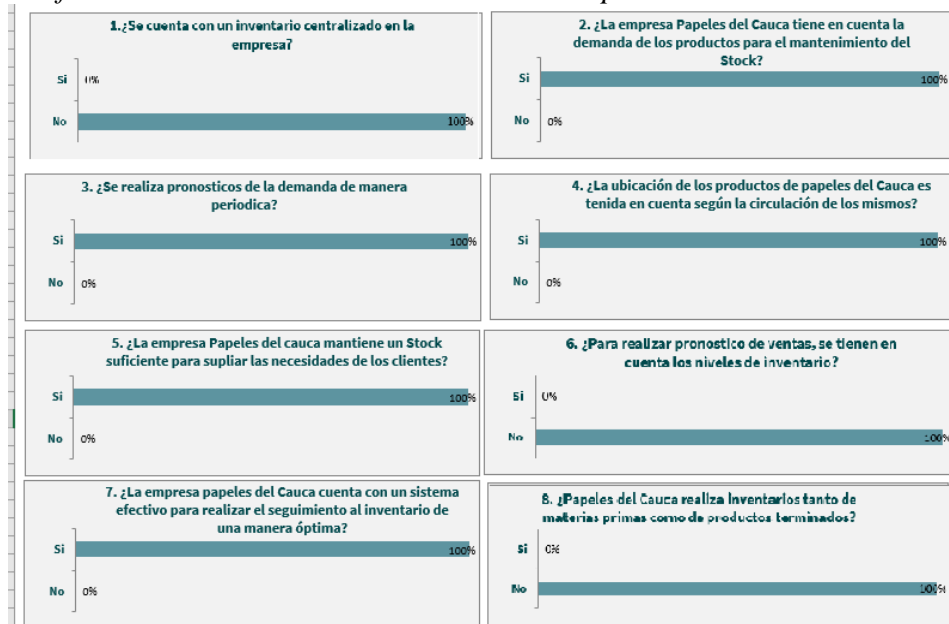 1.¿Se cuenta con un inventario centralizado en la
empresa?
Si 0%
No 100%
2. ¿La empresa Papeles del Cauca tiene en cuenta la
demanda de los productos para el mantenimiento del
Stock?
Si 100%
No 0%
3. ¿Se realiza pronosticos de la demanda de manera
periodica?
Si 100%
No 0%
4. ¿La ubicación de los productos de papeles del Cauca es
tenida en cuenta según la circulación de los mismos?
Si 100%
No 0%
5. ¿La empresa Papeles del cauca mantiene un Stock
suficiente para supliar las necesidades de los clientes?
Si 100%
No 0%
6. ¿Para realizar pronostico de ventas, se tienen en
cuenta los niveles de inventario?
Si 0%
No 100%
7. ¿La empresa papeles del Cauca cuenta con un sistema
efectivo para realizar el seguimiento al inventario de
una manera óptima?
Si 100%
No 0%
8. ¿Papeles del Cauca realiza Inventarios tanto de
materias primas como de productos terminados?
Si 0%
No 100%